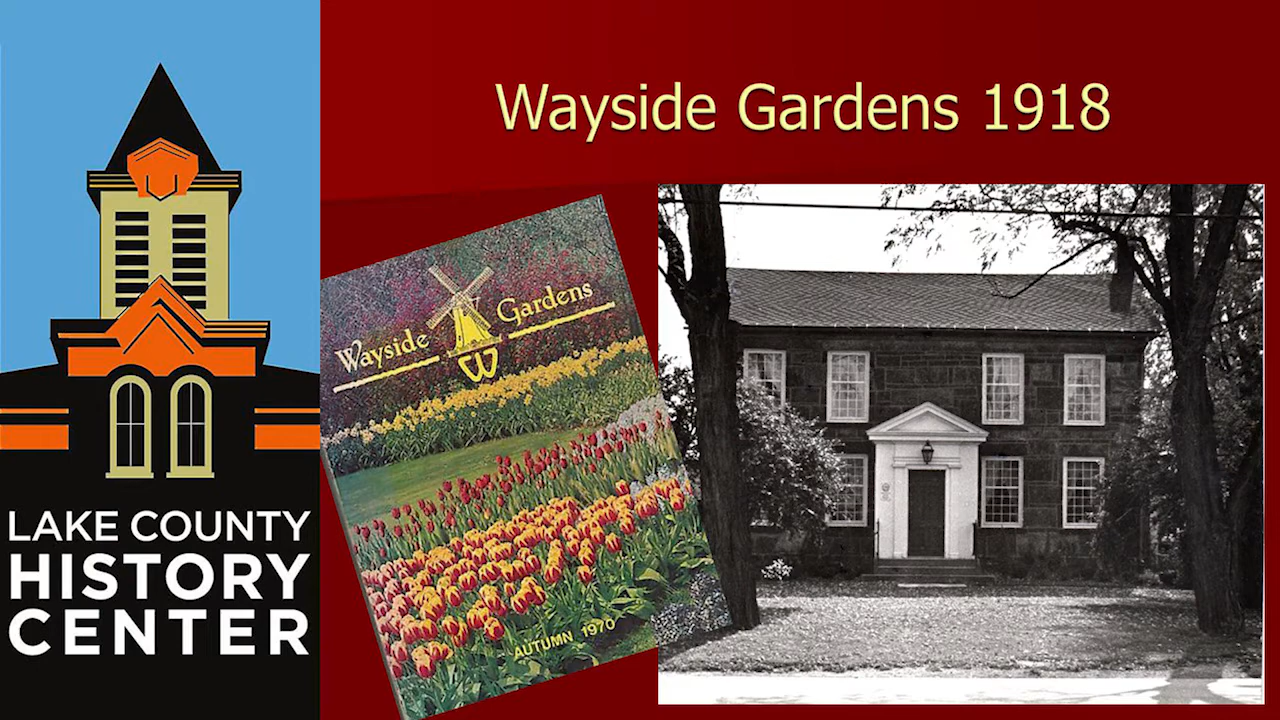 Wayside Gardens 1918
Wayside Gardens
W
AUTUMN 1970
LAKE COUNTY
HISTORY
CENTER